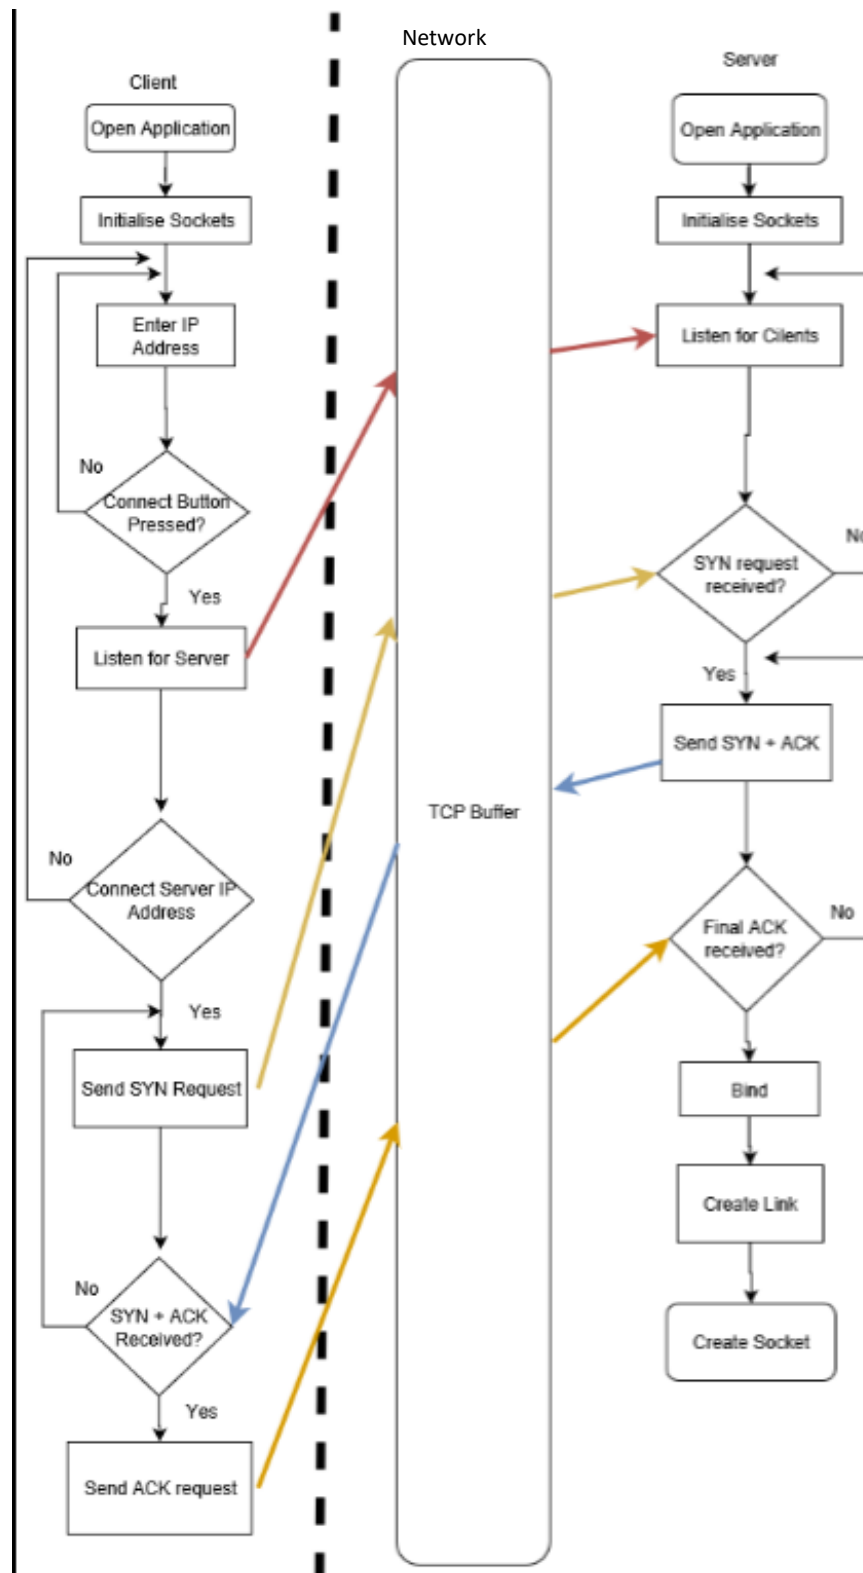 Network
Client
Open Application
Initialise Sockets
Enter IP
Address
No
Connect Button
Pressed?
Yes
Listen for Server
No
Connect Server IP
Address
Yes
Send SYN Request
No
SYN + ACK
Received?
Yes
Send ACK request
TCP Buffer
Server
Open Application
Initialise Sockets
Listen for Cilents
No
SYN request
received?
Yes
Send SYN + ACK
Final ACK
received?
No
Bind
Create Link
Create Socket